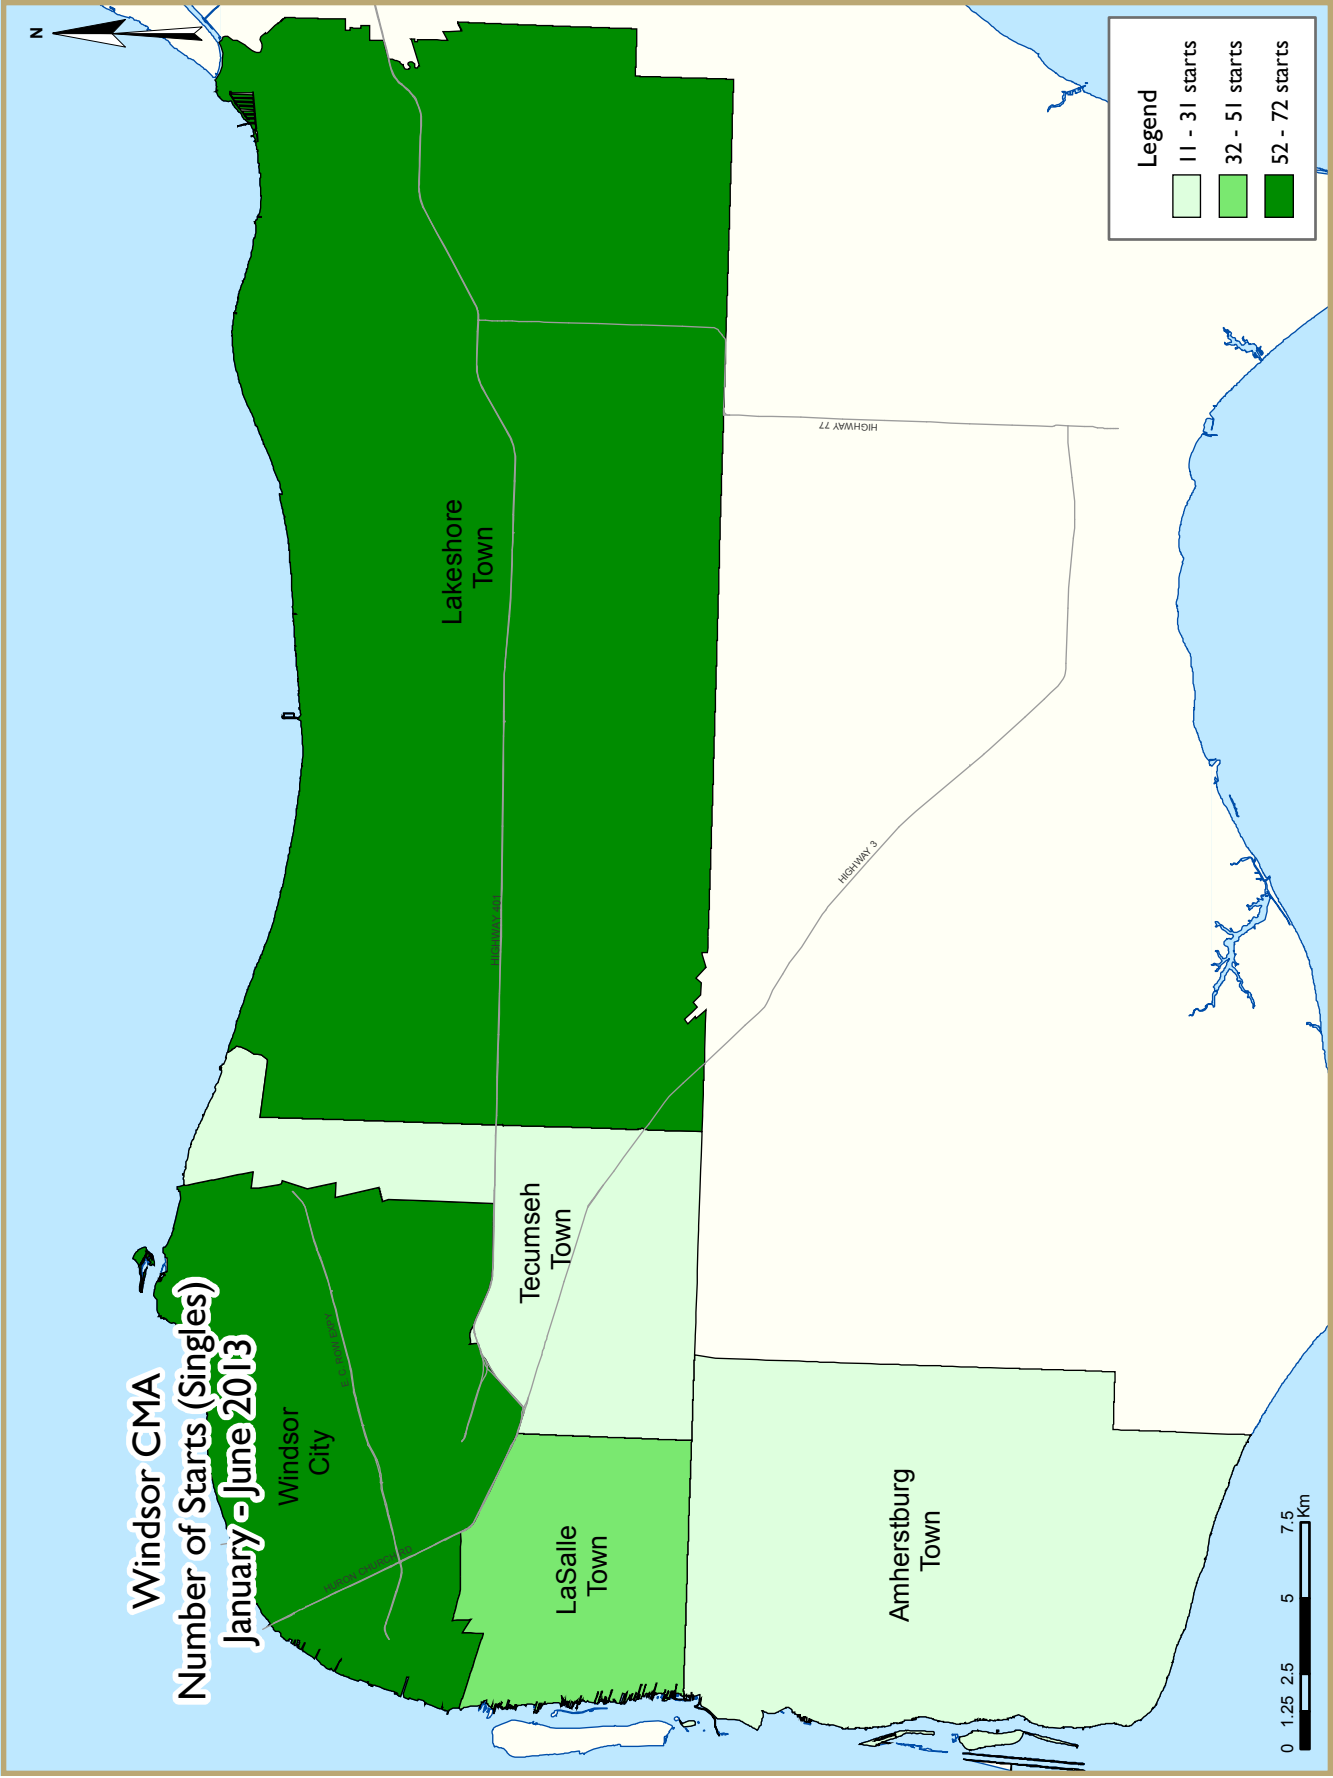 Windsor CMA
Number of Starts (Singles)
January - June 2013
N
Windsor
City
E. C. ROW EXPY
HURON CHURCH RD
LaSalle
Town
Amherstburg
Town
Tecumseh
Town
Lakeshore
Town
HIGHWAY 401
HIGHWAY 3
HIGHWAY 77
Legend
11 - 31 starts
32 - 51 starts
52 - 72 starts
0 1.25 2.5 5 7.5
Km